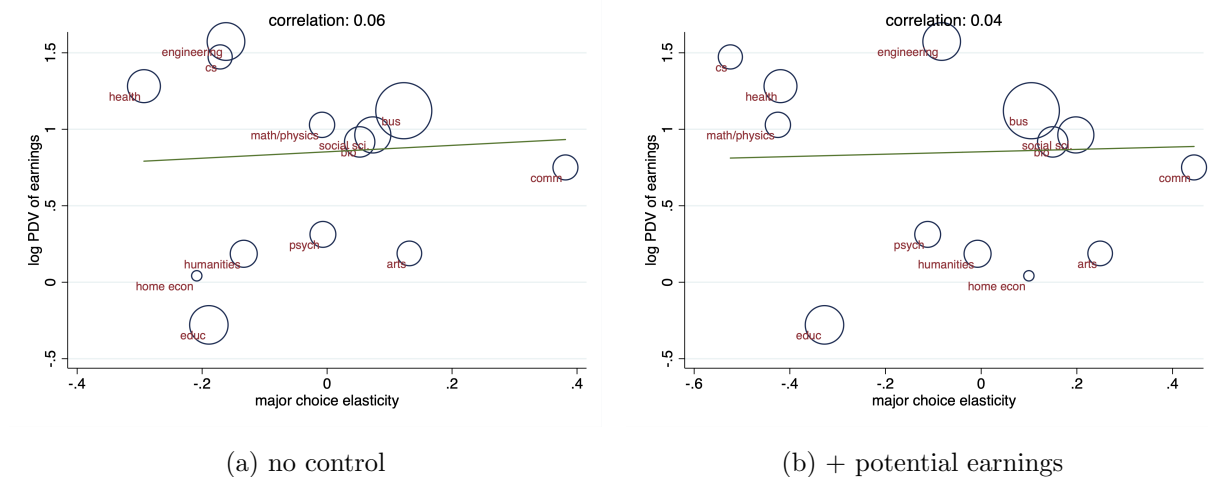 correlation: 0.06
log PDV of earnings
1.5
1
.5
0
-.5
engineering
cs
health
math/physics
bus
social sci.
bio
comm
psych
humanities
arts
home econ
educ
-.4
-.2
0
.2
.4
major choice elasticity
(a) no control
correlation: 0.04
log PDV of earnings
1.5
1
.5
0
-.5
engineering
cs
health
math/physics
bus
social sci.
bio
comm
psych
humanities
arts
home econ
educ
-.6
-.4
-.2
0
.2
.4
major choice elasticity
(b) + potential earnings